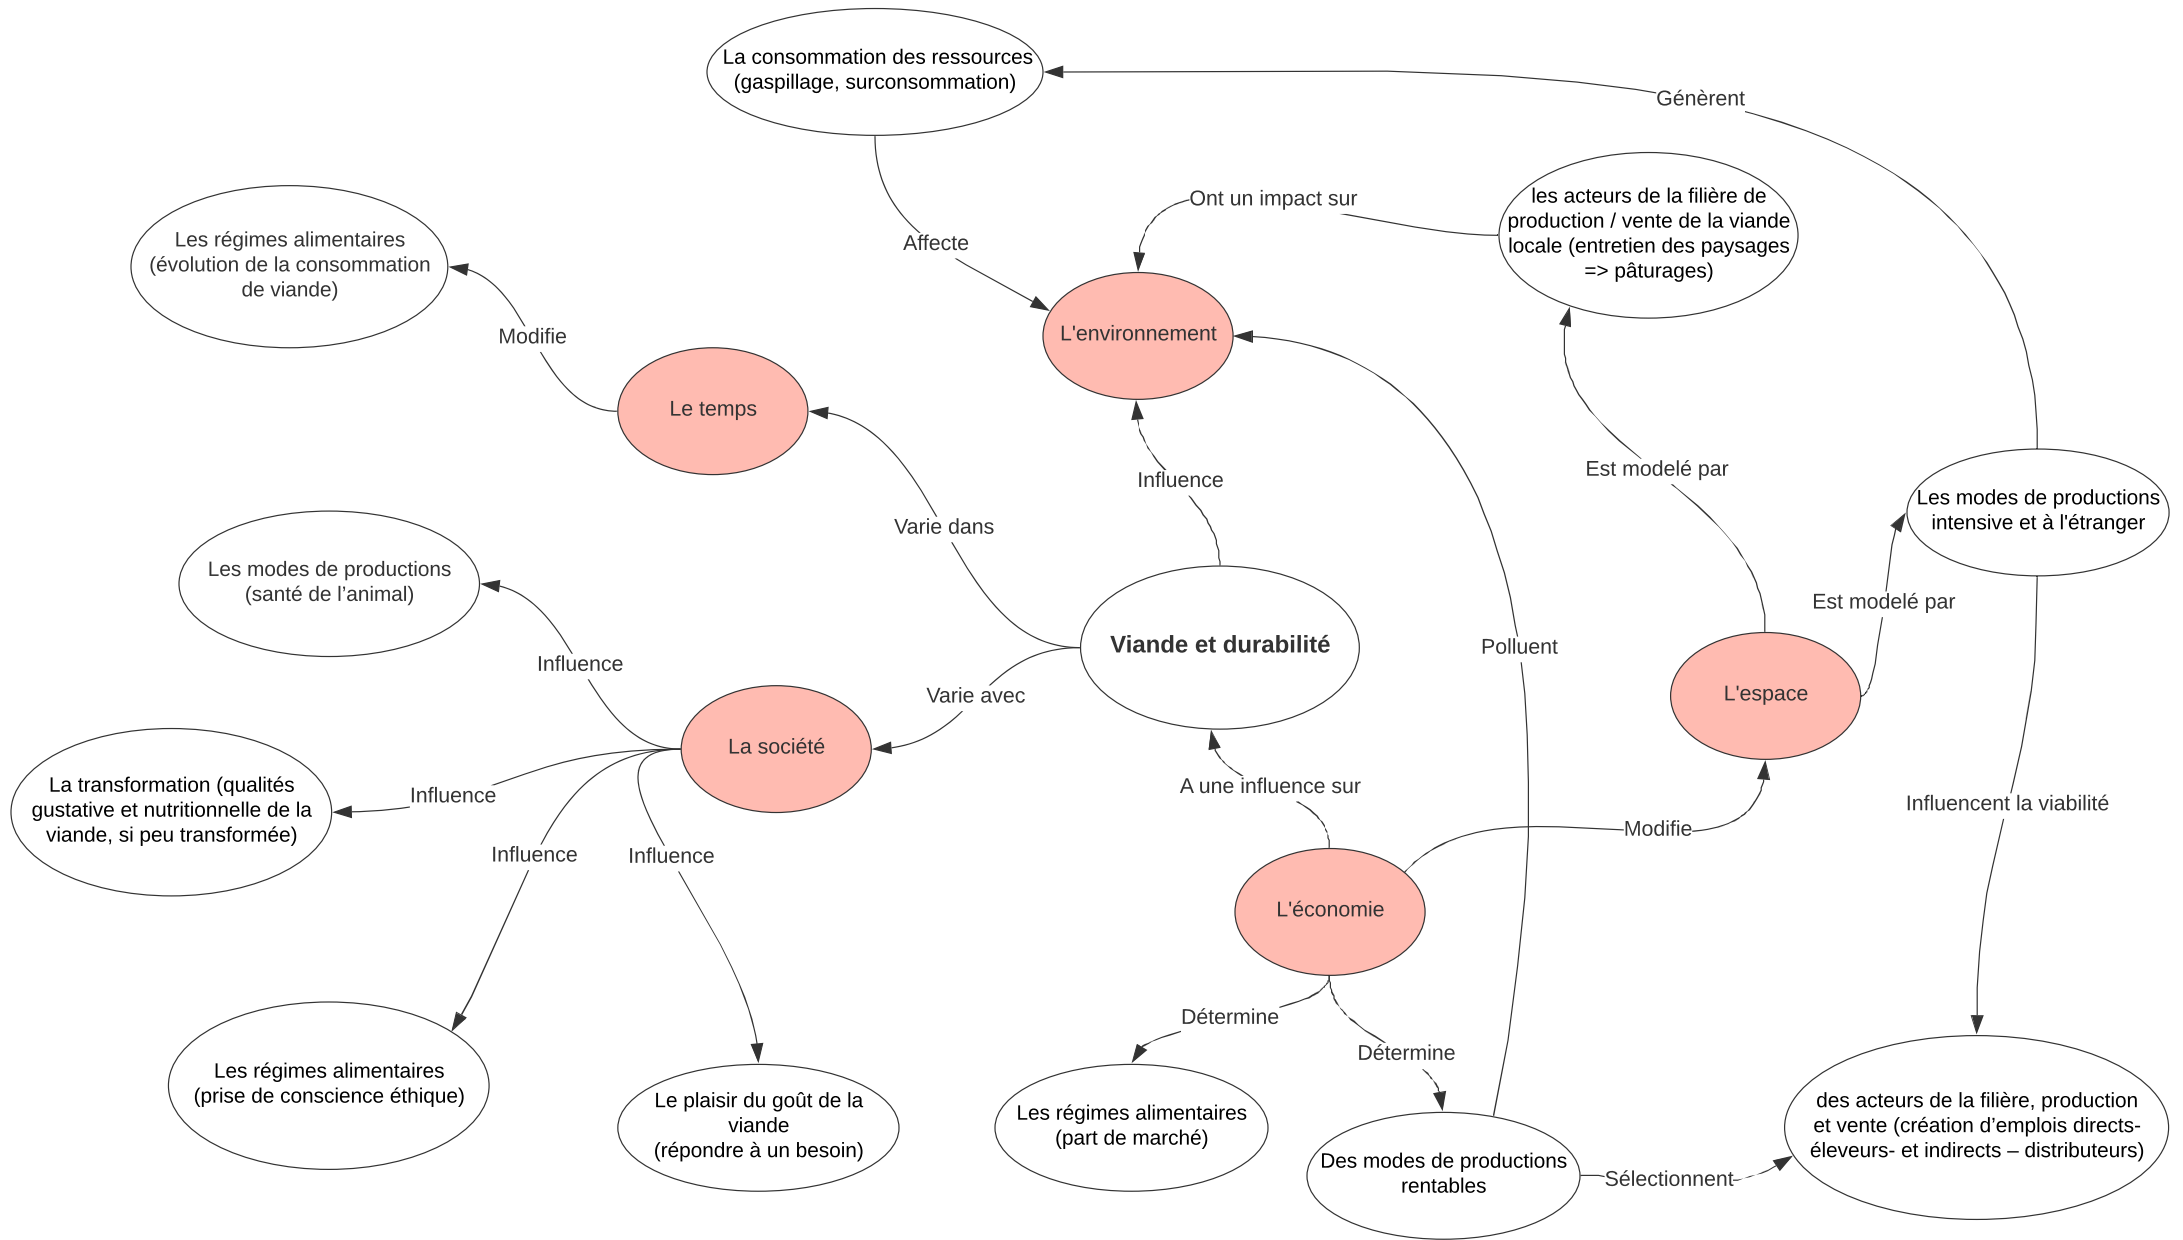 La consommation des ressources
(gaspillage, surconsommation)
Génèrent
les acteurs de la filière de
production / vente de la viande
locale (entretien des paysages
=> pâturages)
Ont un impact sur
Affecte
Les régimes alimentaires
(évolution de la consommation
de viande)
Modifie
L'environnement
Le temps
Influence
Est modelé par
Les modes de productions
intensive et à l'étranger
Varie dans
Les modes de productions
(santé de l’animal)
Est modelé par
Influence
Viande et durabilité
Polluent
L'espace
Varie avec
La société
La transformation (qualités
gustative et nutritionnelle de la
viande, si peu transformée)
Influence
A une influence sur
Influencent la viabilité
Modifie
Influence
Influence
L'économie
Détermine
Détermine
Les régimes alimentaires
(prise de conscience éthique)
Le plaisir du goût de la
viande
(répondre à un besoin)
Les régimes alimentaires
(part de marché)
Des modes de productions
rentables
Sélectionnent
des acteurs de la filière, production
et vente (création d’emplois directs-
éleveurs- et indirects – distributeurs)